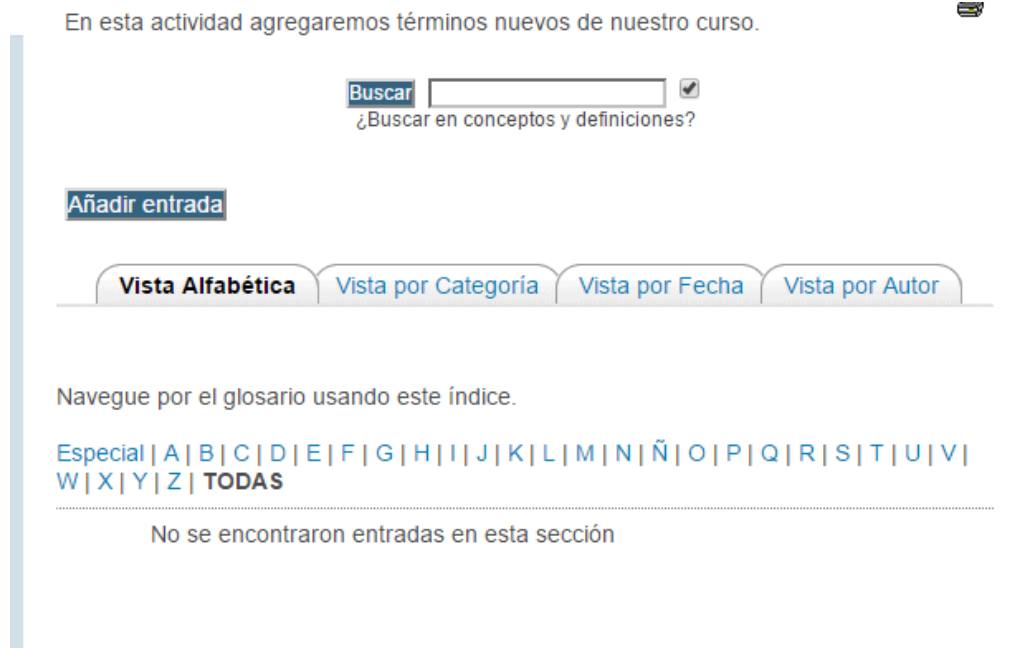 En esta actividad agregaremos términos nuevos de nuestro curso.
Buscar
¿Buscar en conceptos y definiciones?
Añadir entrada
Vista Alfabética Vista por Categoría Vista por Fecha Vista por Autor
Navegue por el glosario usando este índice.
Especial | A | B | C | D | E | F | G | H | I | J | K | L | M | N | Ñ | O | P | Q | R | S | T | U | V |
W | X | Y | Z | TODAS
No se encontraron entradas en esta sección